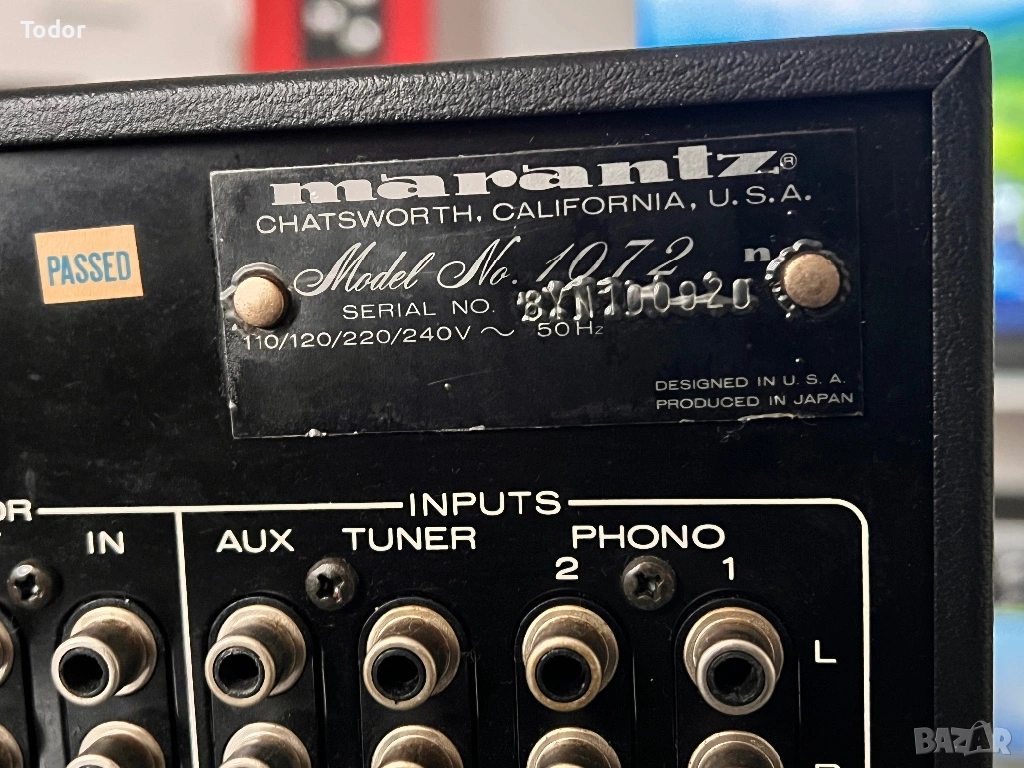 Todor
marantz®
CHATSWORTH, CALIFORNIA, U.S.A.
PASSED
Model No. 1072 n
SERIAL NO.
110/120/220/240V ~ 50Hz
DESIGNED IN U. S. A.
PRODUCED IN JAPAN
INPUTS
IN AUX TUNER PHONO
2 1
L
BAZAR